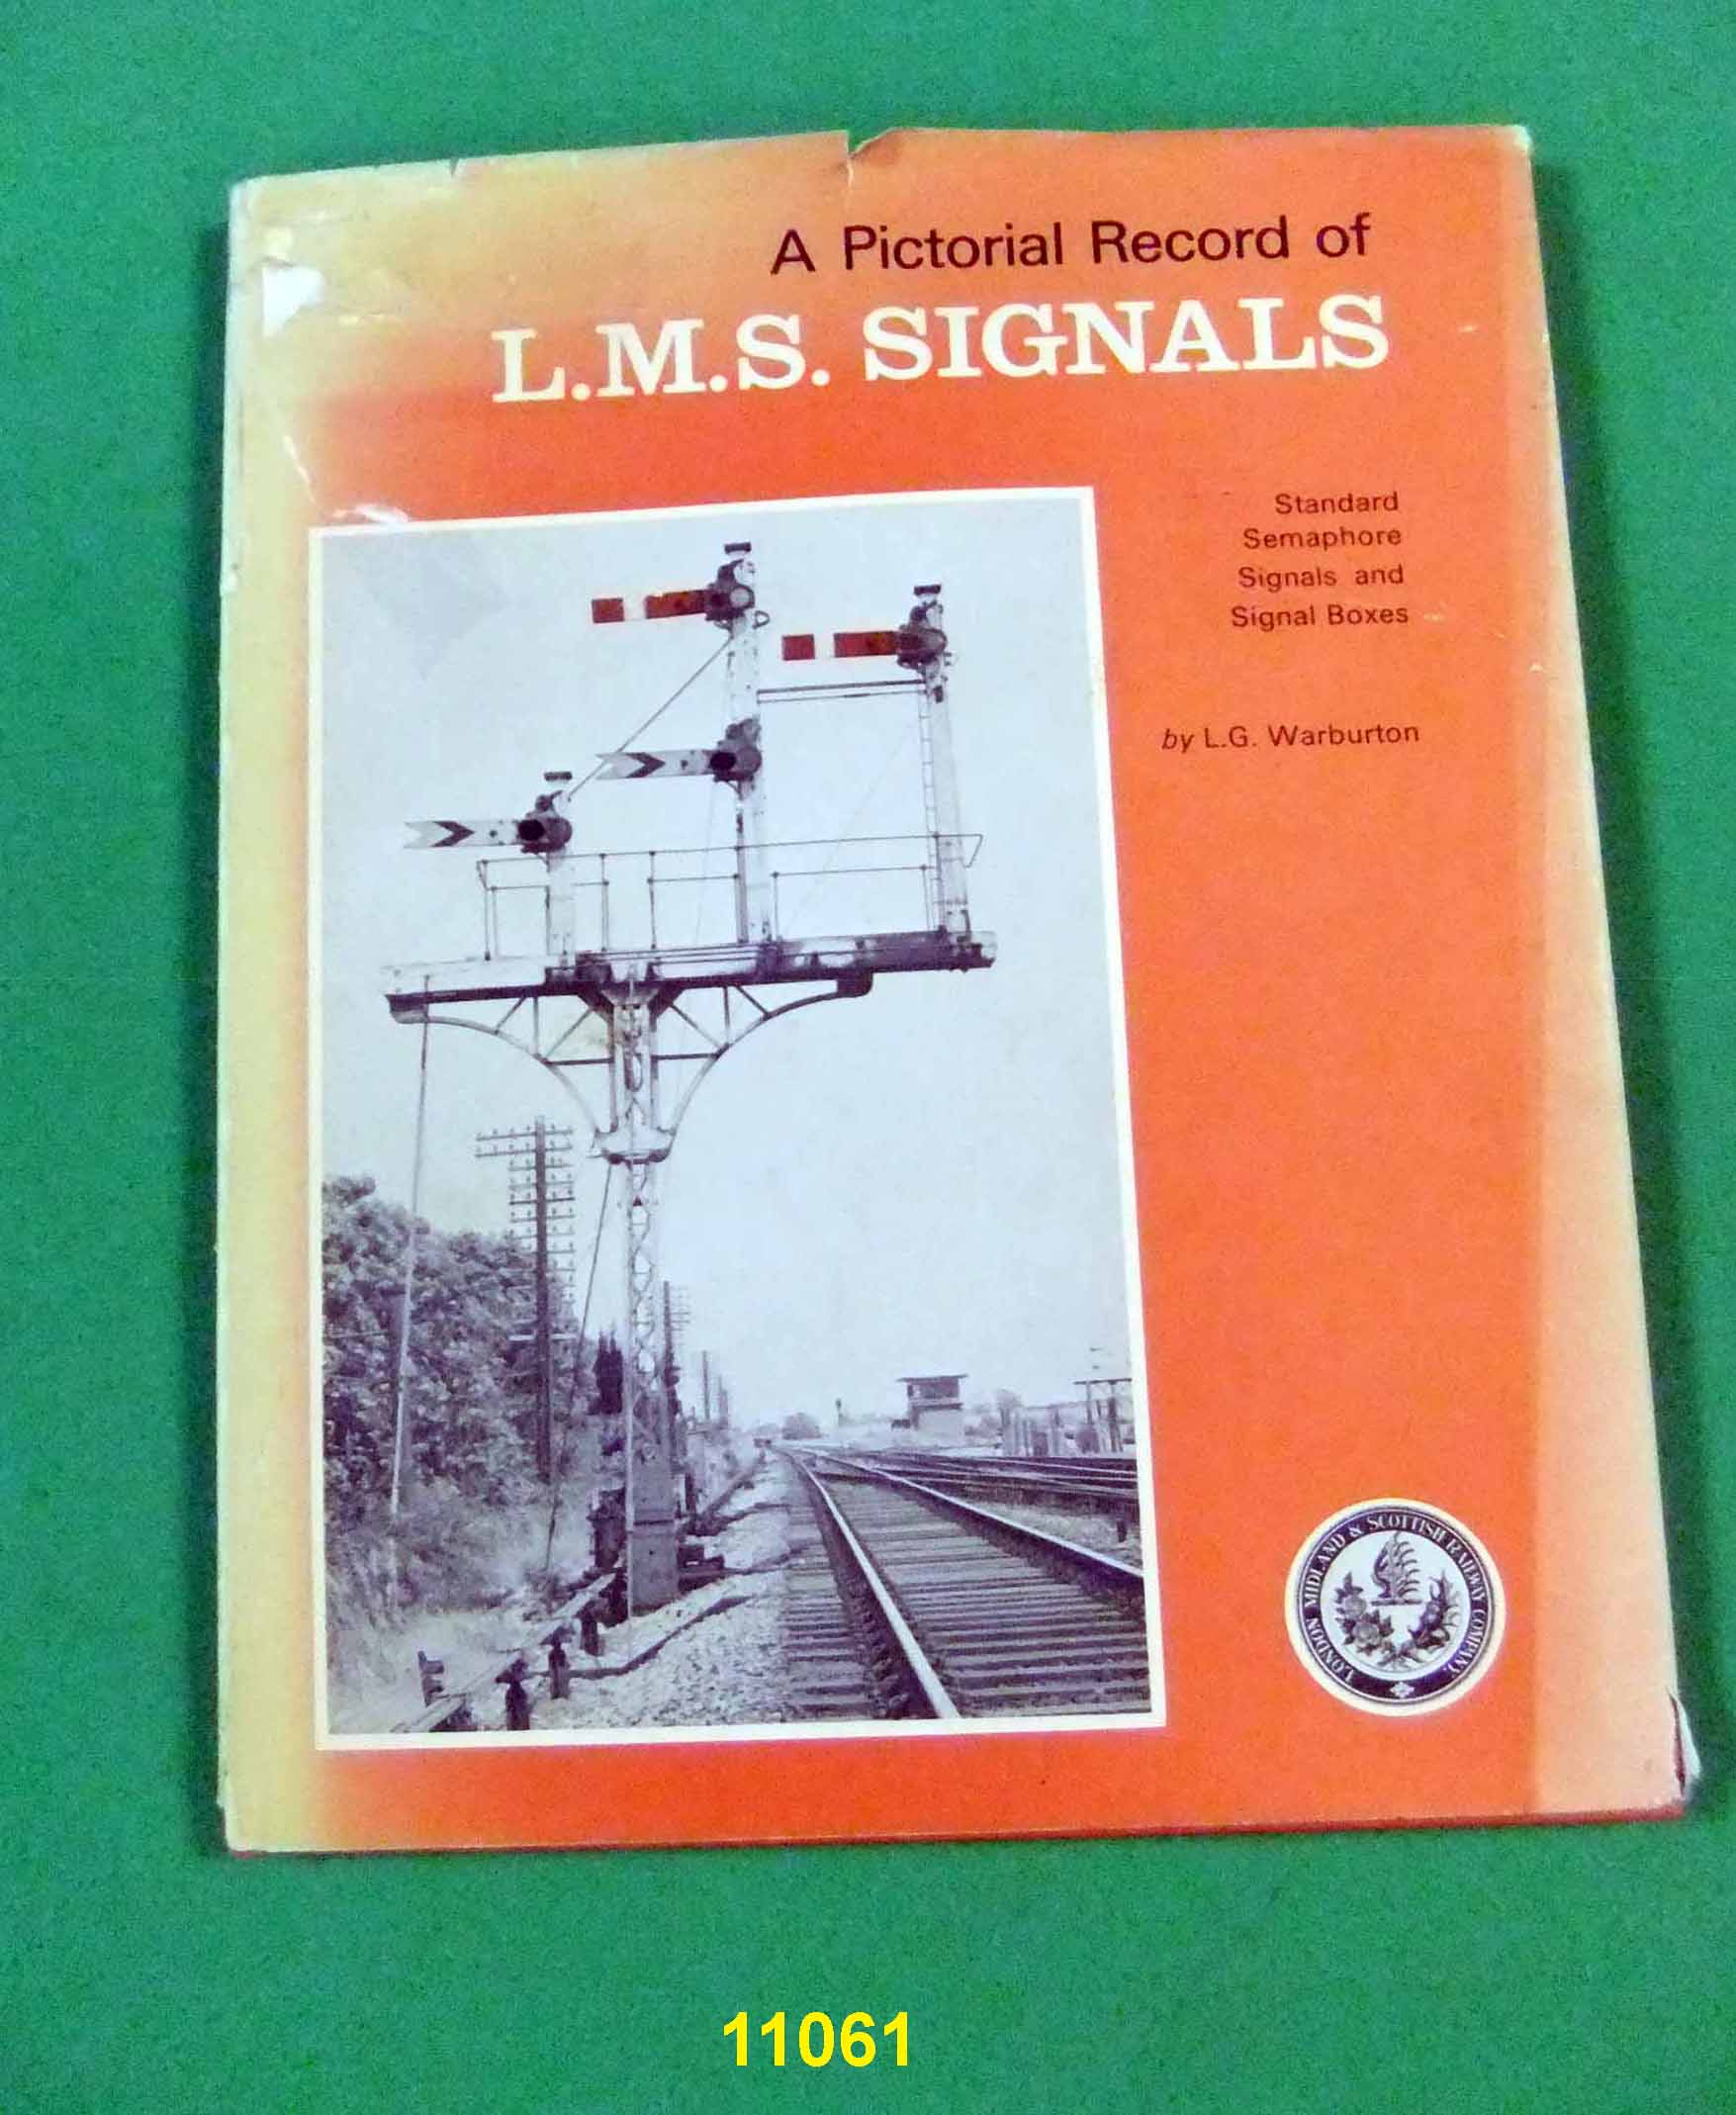 A Pictorial Record of
L.M.S. SIGNALS
Standard
Semaphore
Signals and
Signal Boxes
by L.G. Warburton
LONDON MIDLAND & SCOTTISH RAILWAY COMPANY
11061